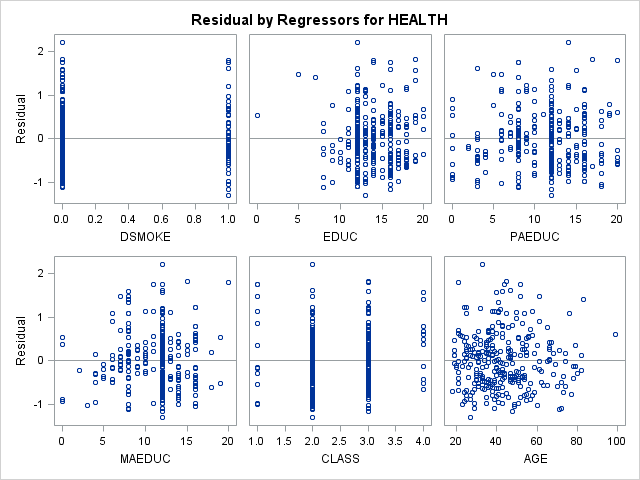 Residual by Regressors for HEALTH
Residual
2
1
0
-1
0.0 0.2 0.4 0.6 0.8 1.0
DSMOKE
0 5 10 15 20
EDUC
0 5 10 15 20
PAEDUC
Residual
2
1
0
-1
0 5 10 15 20
MAEDUC
1.0 1.5 2.0 2.5 3.0 3.5 4.0
CLASS
20 40 60 80 100
AGE